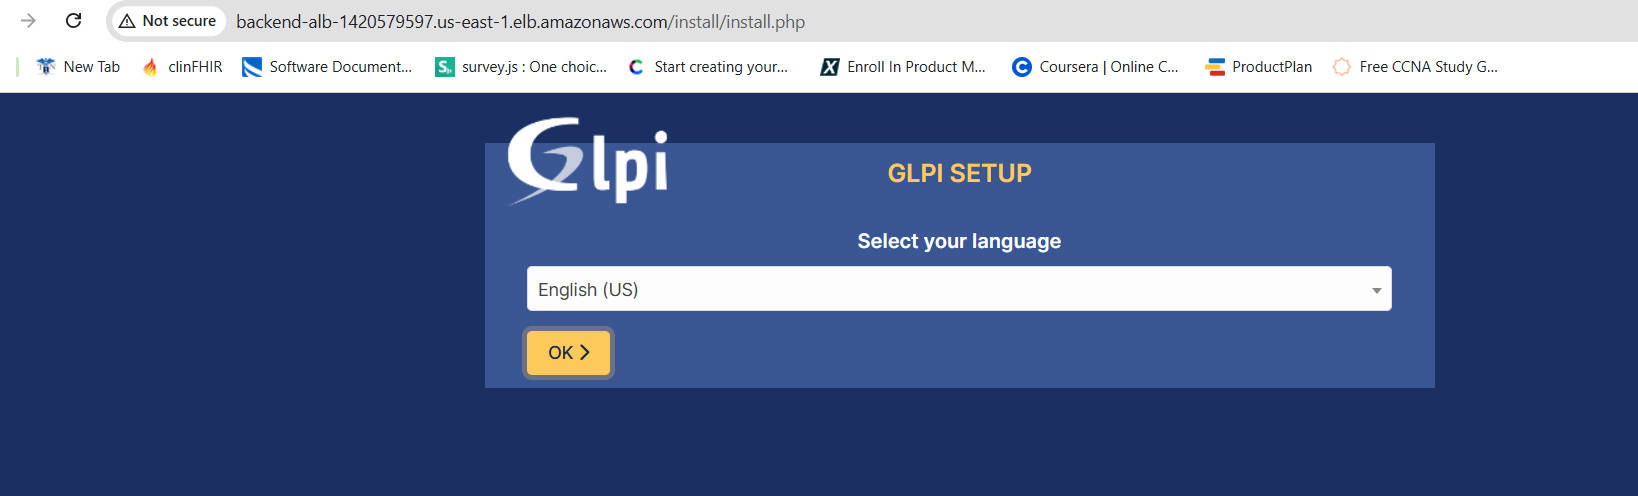 Not secure backend-alb-1420579597.us-east-1.elb.amazonaws.com/install/install.php
New Tab clinFHIR Software Document... survey.js : One choic... Start creating your... Enroll In Product M... Coursera | Online C... ProductPlan Free CCNA Study G...
Glpi
GLPI SETUP
Select your language
English (US)
OK